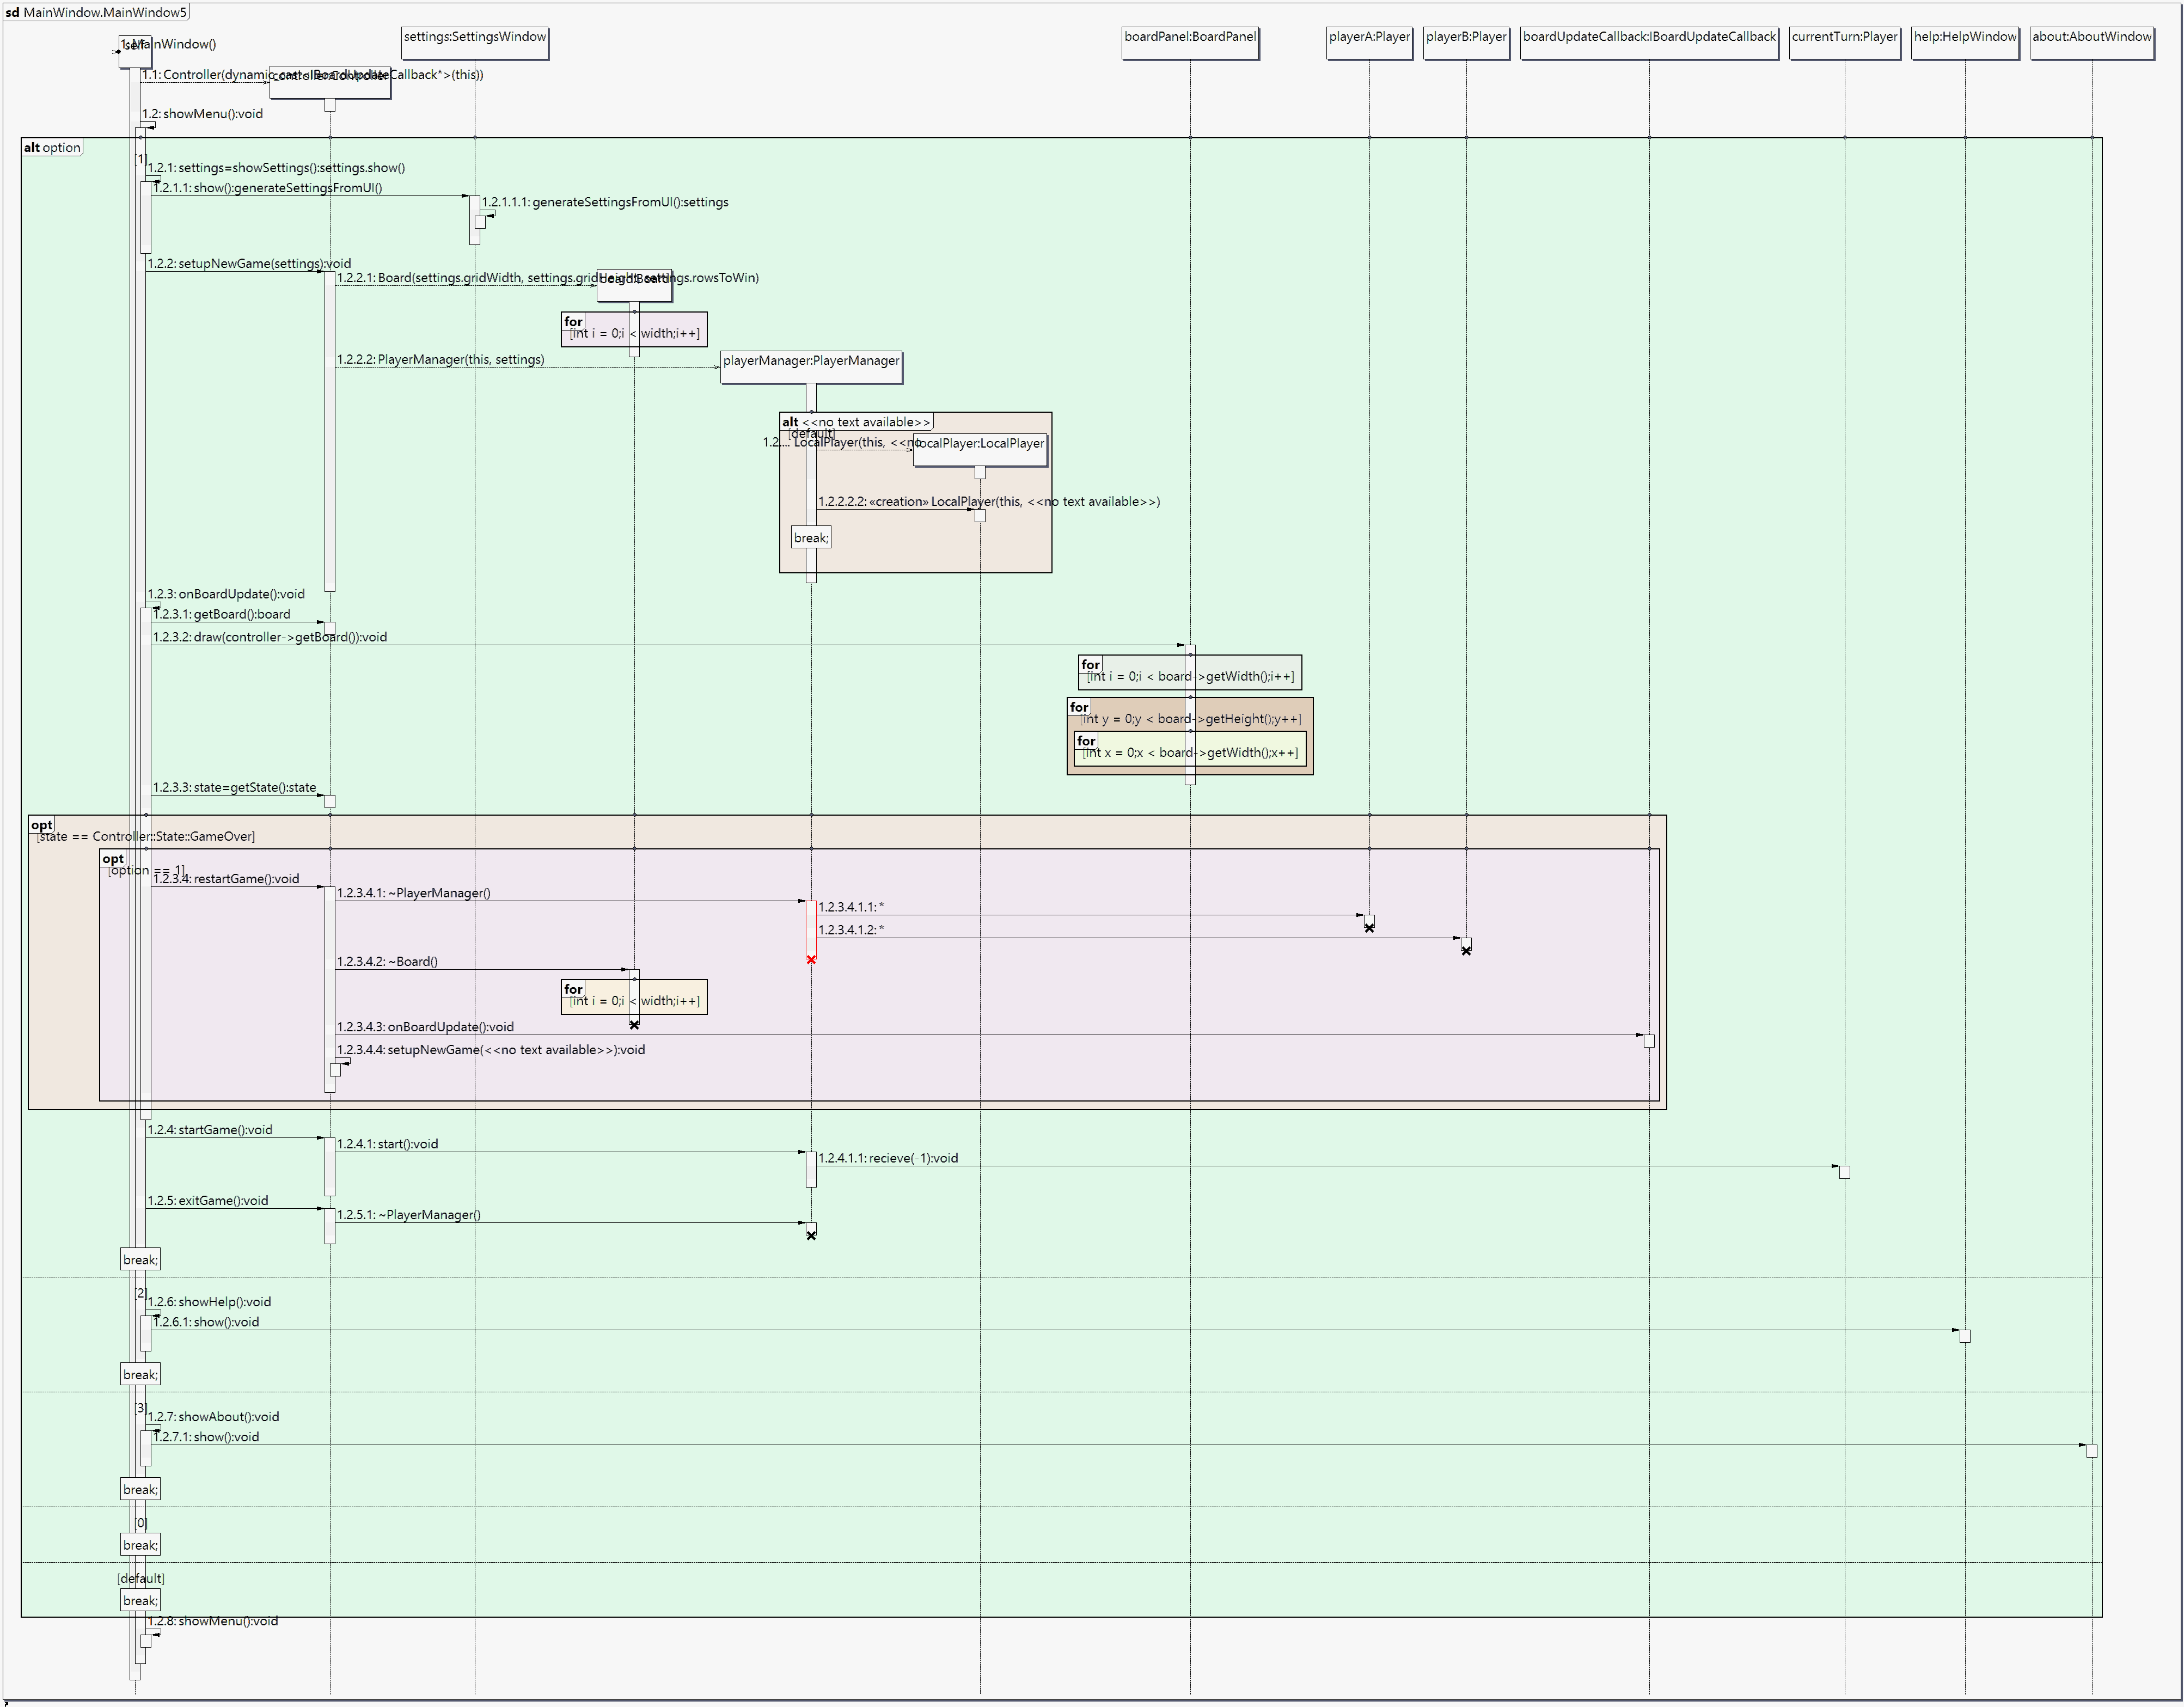 sd MainWindow.MainWindow5
settings:SettingsWindow
boardPanel:BoardPanel
playerA:Player
playerB:Player
boardUpdateCallback:IBoardUpdateCallback
currentTurn:Player
help:HelpWindow
about:AboutWindow
1: MainWindow()
self
1.1: Controller(dynamic_cast<IBoardUpdateCallback*>(this))
controller:Controller
1.2: showMenu():void
alt option
[1]
1.2.1: settings=showSettings():settings.show()
1.2.1.1: show():generateSettingsFromUI()
1.2.1.1.1: generateSettingsFromUI():settings
1.2.2: setupNewGame(settings):void
1.2.2.1: Board(settings.gridWidth, settings.gridHeight, settings.rowsToWin)
board:Board
for
[int i = 0;i < width;i++]
1.2.2.2: PlayerManager(this, settings)
playerManager:PlayerManager
alt <<no text available>>
[default]
1.2...: LocalPlayer(this, <<no
localPlayer:LocalPlayer
1.2.2.2.2: «creation» LocalPlayer(this, <<no text available>>)
break;
1.2.3: onBoardUpdate():void
1.2.3.1: getBoard():board
1.2.3.2: draw(controller->getBoard()):void
for
[int i = 0;i < board->getWidth();i++]
for
[int y = 0;y < board->getHeight();y++]
for
[int x = 0;x < board->getWidth();x++]
1.2.3.3: state=getState():state
opt
[state == Controller::State::GameOver]
opt
[option == 1]
1.2.3.4: restartGame():void
1.2.3.4.1: ~PlayerManager()
1.2.3.4.1.1: *
1.2.3.4.1.2: *
1.2.3.4.2: ~Board()
for
[int i = 0;i < width;i++]
1.2.3.4.3: onBoardUpdate():void
1.2.3.4.4: setupNewGame(<<no text available>>):void
1.2.4: startGame():void
1.2.4.1: start():void
1.2.4.1.1: recieve(-1):void
1.2.5: exitGame():void
1.2.5.1: ~PlayerManager()
break;
[2]
1.2.6: showHelp():void
1.2.6.1: show():void
break;
[3]
1.2.7: showAbout():void
1.2.7.1: show():void
break;
[0]
break;
[default]
break;
1.2.8: showMenu():void